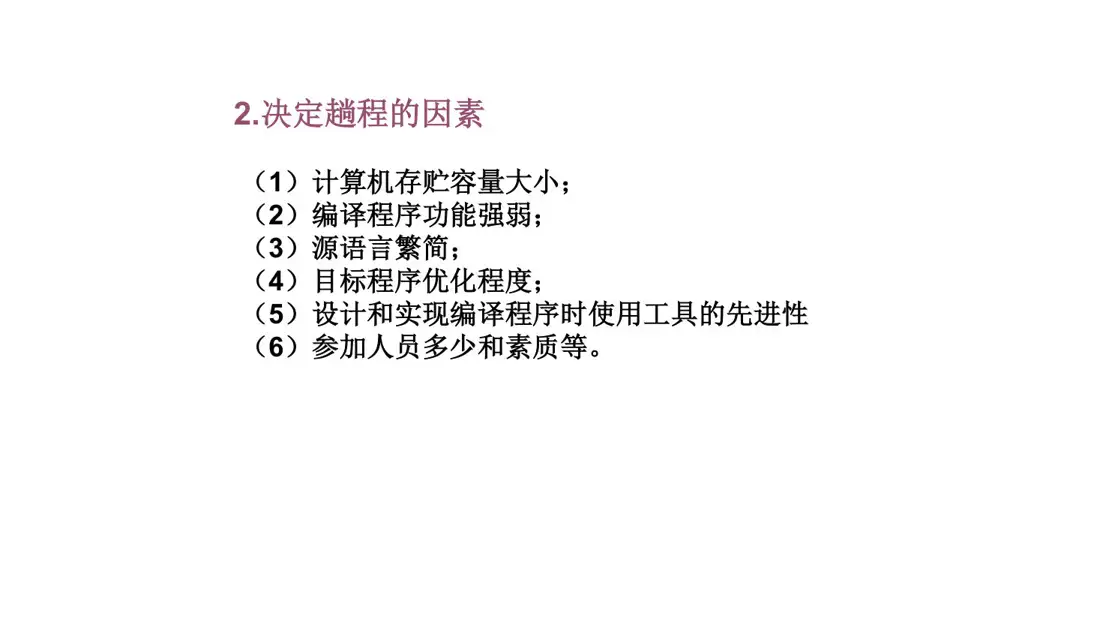 2.决定趟程的因素
（1）计算机存贮容量大小；
（2）编译程序功能强弱；
（3）源语言繁简；
（4）目标程序优化程度；
（5）设计和实现编译程序时使用工具的先进性
（6）参加人员多少和素质等。